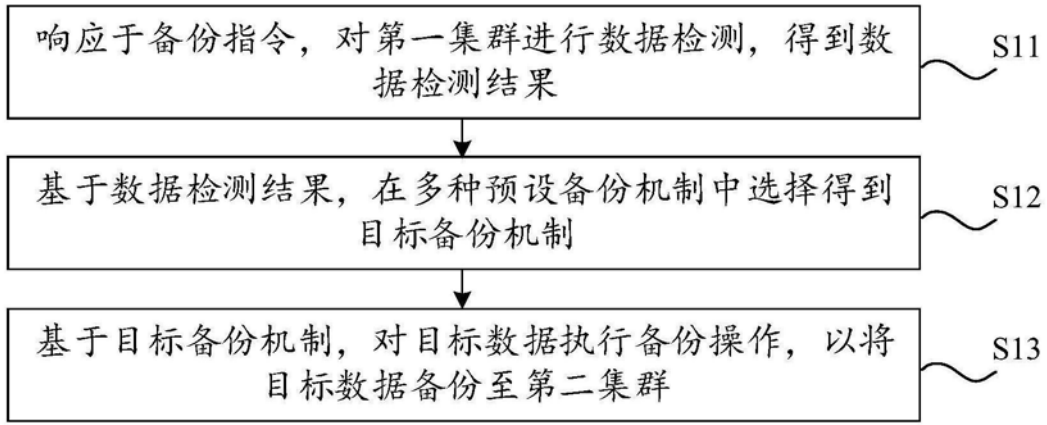 响应于备份指令，对第一集群进行数据检测，得到数
据检测结果
S11
基于数据检测结果，在多种预设备份机制中选择得到
目标备份机制
S12
基于目标备份机制，对目标数据执行备份操作，以将
目标数据备份至第二集群
S13